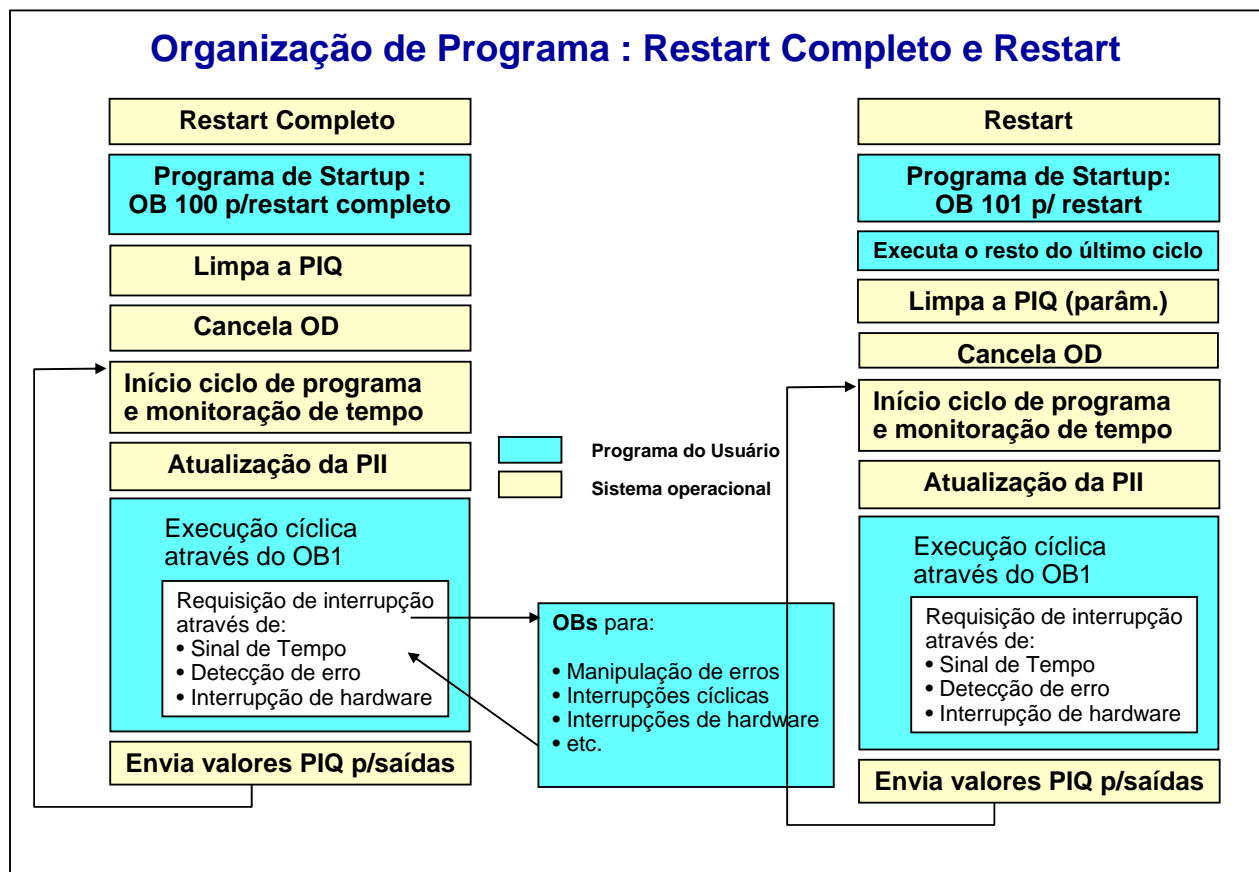 Organização de Programa : Restart Completo e Restart
Restart Completo
Programa de Startup :
OB 100 p/restart completo
Limpa a PIQ
Cancela OD
Início ciclo de programa
e monitoração de tempo
Atualização da PII
Execução cíclica
através do OB1
Requisição de interrupção
através de:
• Sinal de Tempo
• Detecção de erro
• Interrupção de hardware
Envia valores PIQ p/saídas
Programa do Usuário
Sistema operacional
OBs para:
• Manipulação de erros
• Interrupções cíclicas
• Interrupções de hardware
• etc.
Restart
Programa de Startup:
OB 101 p/ restart
Executa o resto do último ciclo
Limpa a PIQ (parâm.)
Cancela OD
Início ciclo de programa
e monitoração de tempo
Atualização da PII
Execução cíclica
através do OB1
Requisição de interrupção
através de:
• Sinal de Tempo
• Detecção de erro
• Interrupção de hardware
Envia valores PIQ p/saídas